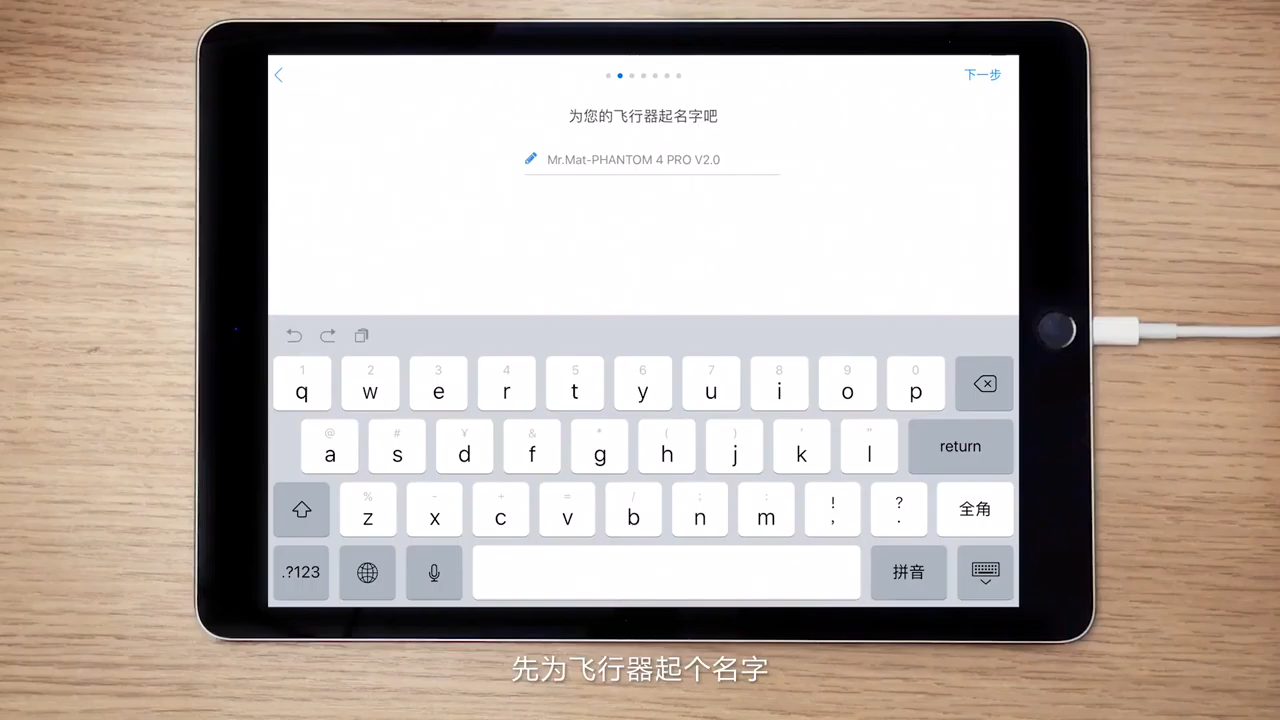 下一步
为您的飞行器起名字吧
Mr.Mat-PHANTOM 4 PRO V2.0
1 2 3 4 5 6 7 8 9 0
q w e r t y u i o p
@ # ¥ & * ( ) ' "
a s d f g h j k l return
% - + = / ; : ! ?
z x c v b n m , . 全角
.?123 拼音
先为飞行器起个名字